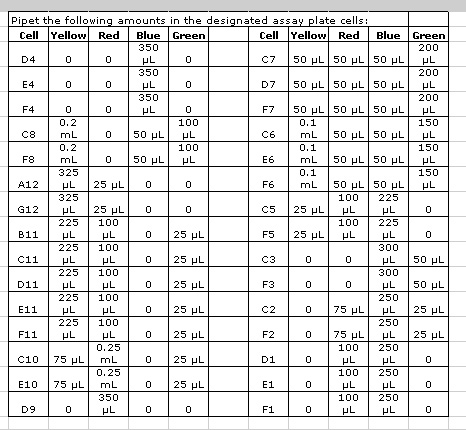 Pipet the following amounts in the designated assay plate cells:
Cell Yellow Red Blue Green Cell Yellow Red Blue Green
D4 0 0 350 µL 0 C7 50 µL 50 µL 50 µL 200 µL
E4 0 0 350 µL 0 D7 50 µL 50 µL 50 µL 200 µL
F4 0 0 350 µL 0 F7 50 µL 50 µL 50 µL 200 µL
C8 0.2 mL 0 50 µL 100 µL C6 0.1 mL 50 µL 50 µL 150 µL
F8 0.2 mL 0 50 µL 100 µL E6 0.1 mL 50 µL 50 µL 150 µL
A12 325 µL 25 µL 0 0 F6 0.1 mL 50 µL 50 µL 150 µL
G12 325 µL 25 µL 0 0 C5 25 µL 100 µL 225 µL 0
B11 225 µL 100 µL 0 25 µL F5 25 µL 100 µL 225 µL 0
C11 225 µL 100 µL 0 25 µL C3 0 0 300 µL 50 µL
D11 225 µL 100 µL 0 25 µL F3 0 0 300 µL 50 µL
E11 225 µL 100 µL 0 25 µL C2 0 75 µL 250 µL 25 µL
F11 225 µL 100 µL 0 25 µL F2 0 75 µL 250 µL 25 µL
C10 75 µL 0.25 mL 0 25 µL D1 0 100 µL 250 µL 0
E10 75 µL 0.25 mL 0 25 µL E1 0 100 µL 250 µL 0
D9 0 350 µL 0 0 F1 0 100 µL 250 µL 0